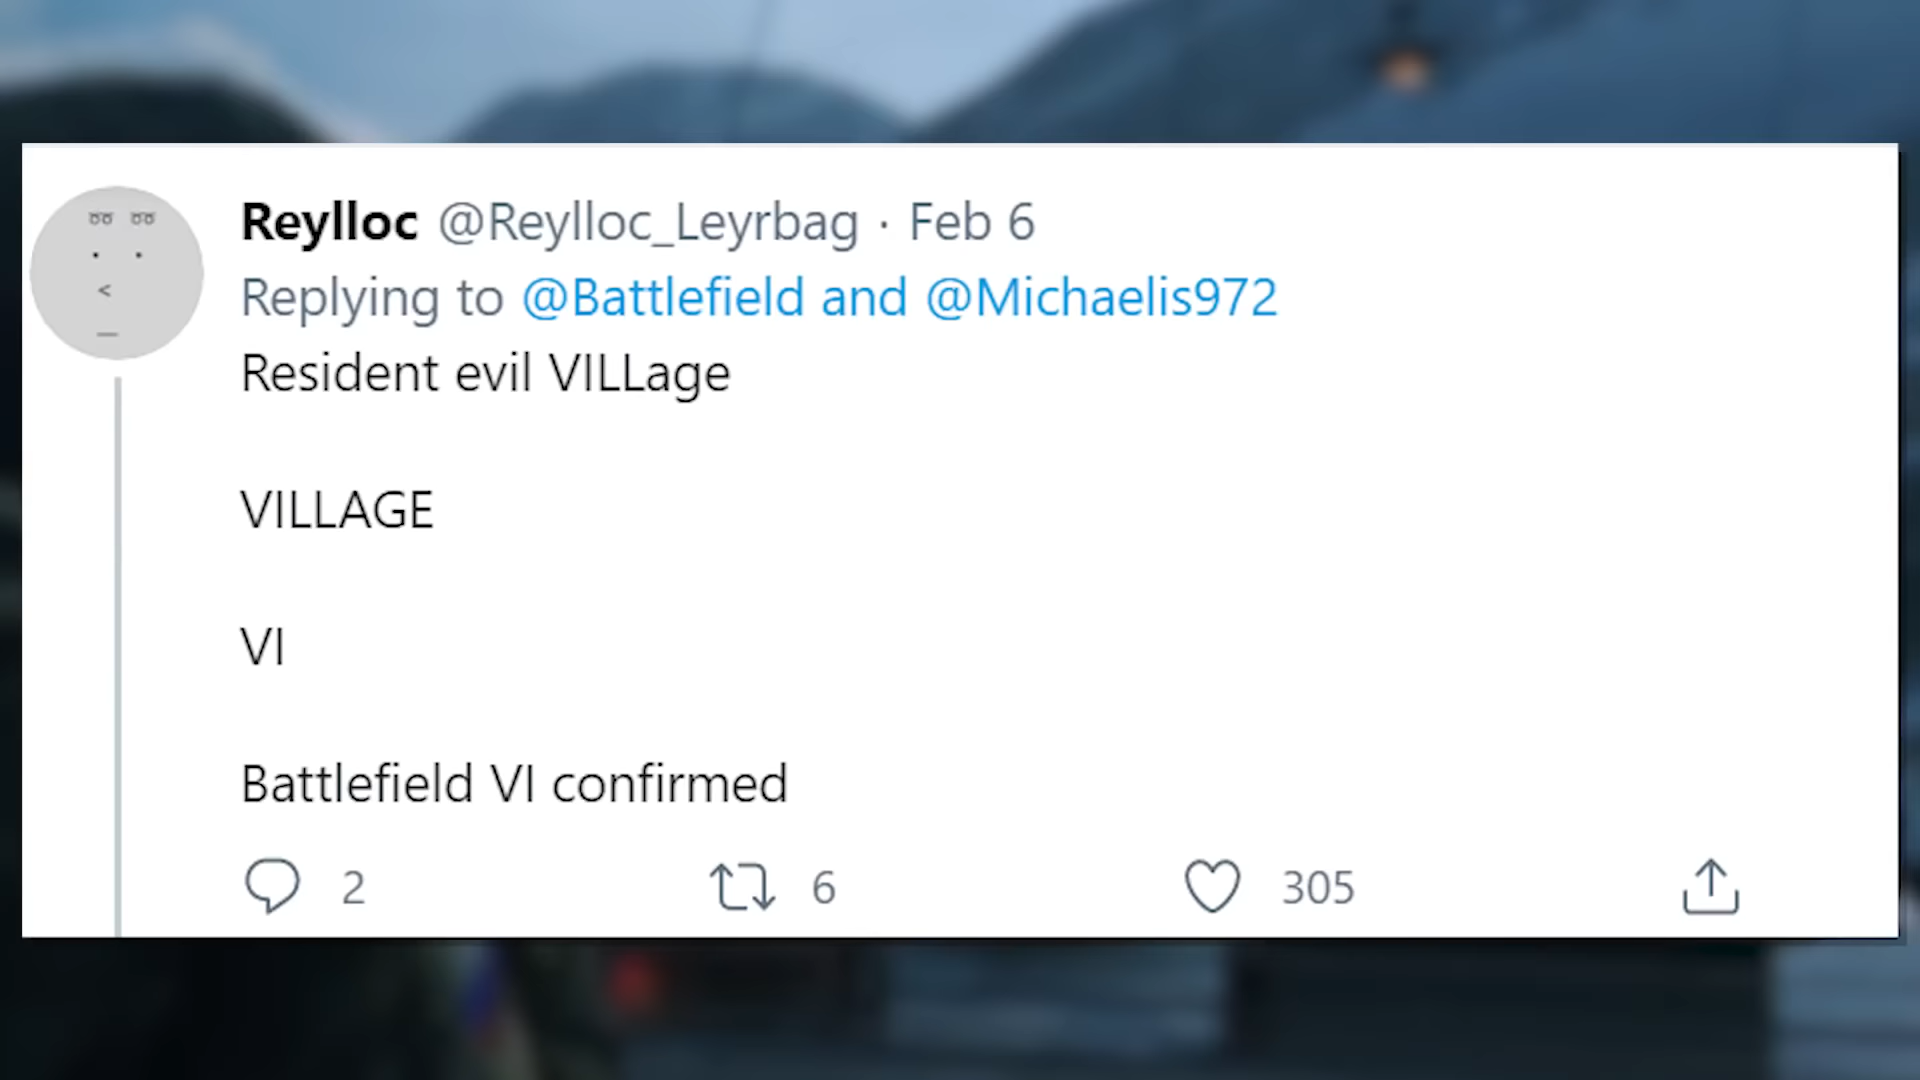 Reylloc @Reylloc_Leyrbag · Feb 6
Replying to @Battlefield and @Michaelis972
Resident evil VILLage
VILLAGE
VI
Battlefield VI confirmed
2 6 305